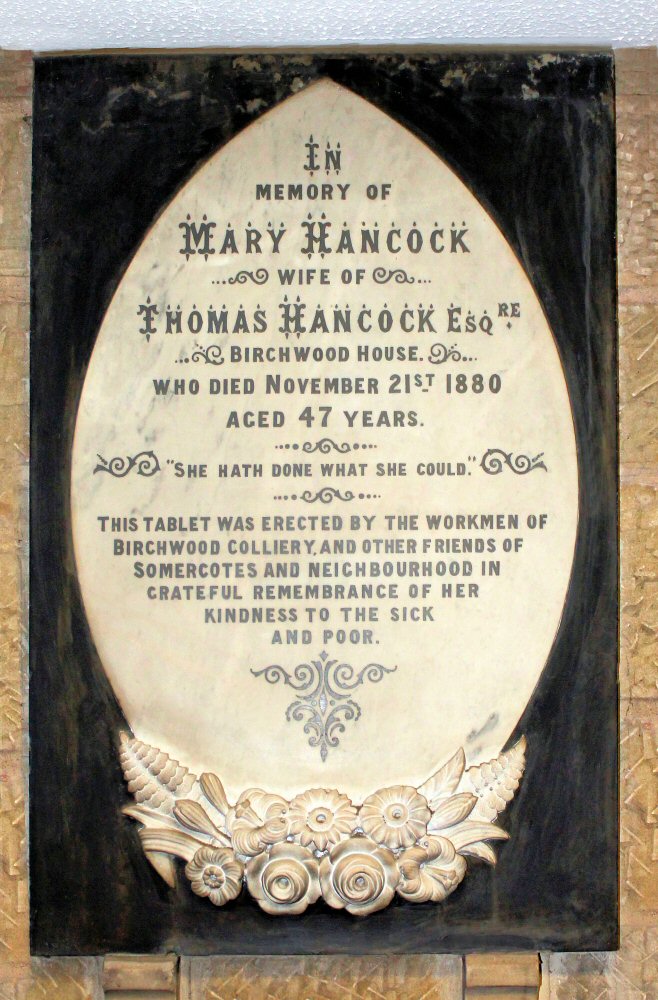 IN
MEMORY OF
MARY HANCOCK
WIFE OF
THOMAS HANCOCK ESQRE.
BIRCHWOOD HOUSE.
WHO DIED NOVEMBER 21ST 1880
AGED 47 YEARS.
"SHE HATH DONE WHAT SHE COULD."
THIS TABLET WAS ERECTED BY THE WORKMEN OF
BIRCHWOOD COLLIERY, AND OTHER FRIENDS OF
SOMERCOTES AND NEIGHBOURHOOD IN
GRATEFUL REMEMBRANCE OF HER
KINDNESS TO THE SICK
AND POOR.